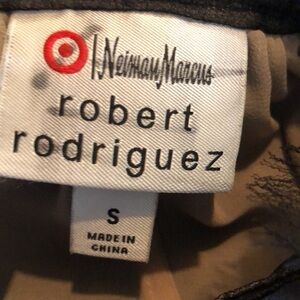 | Neiman Marcus
robert
rodriguez
S
MADE IN
CHINA